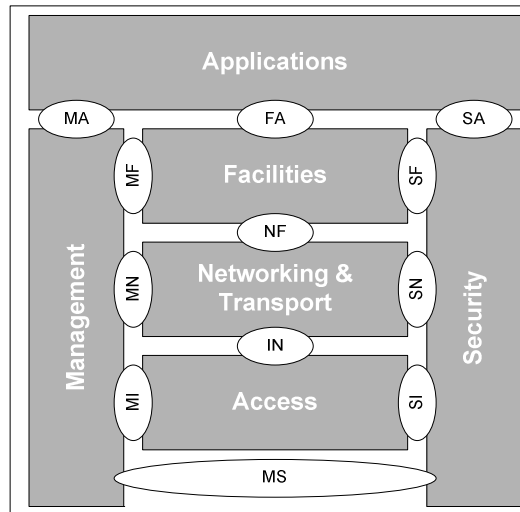 Applications
MA
FA
SA
MF
Facilities
SF
NF
Management
MN
Networking &
Transport
SN
Security
IN
MI
Access
SI
MS